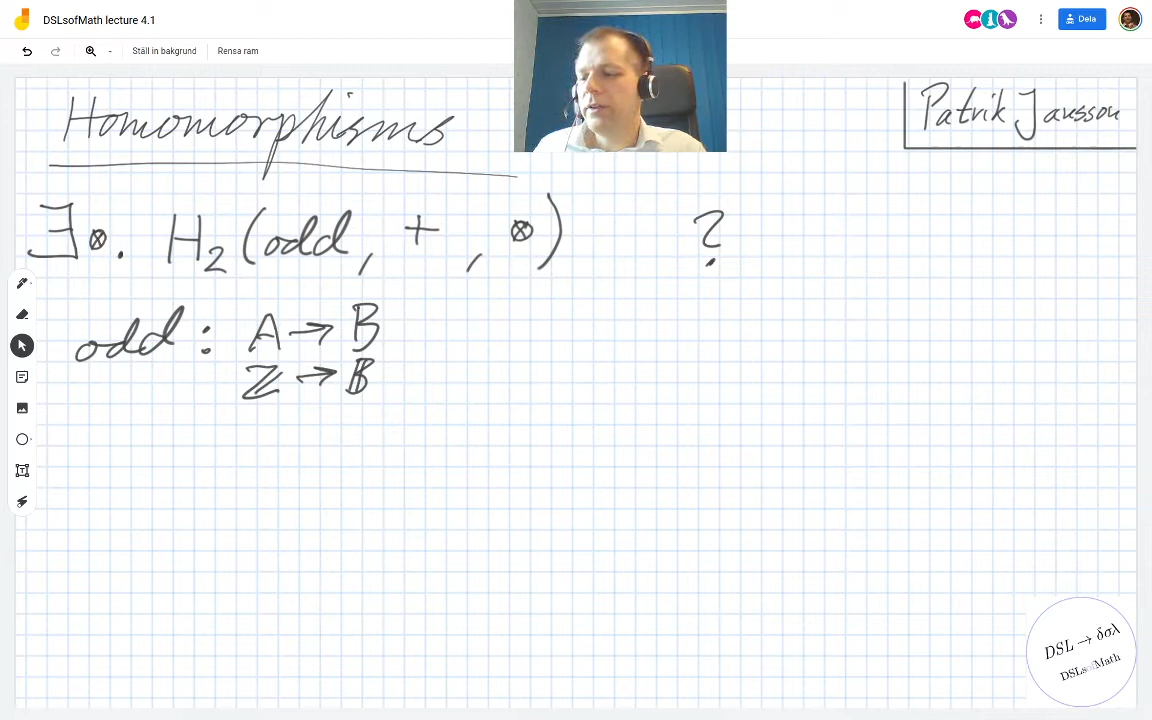 DSLsofMath lecture 4.1
Dela
Ställ in bakgrund
Rensa ram
Homomorphisms
Patrik Jansson
∃⊗. H₂(odd, +, ⊗) ?
odd : A → B
ℤ → 𝔹
DSL → δσλ
DSLsofMath